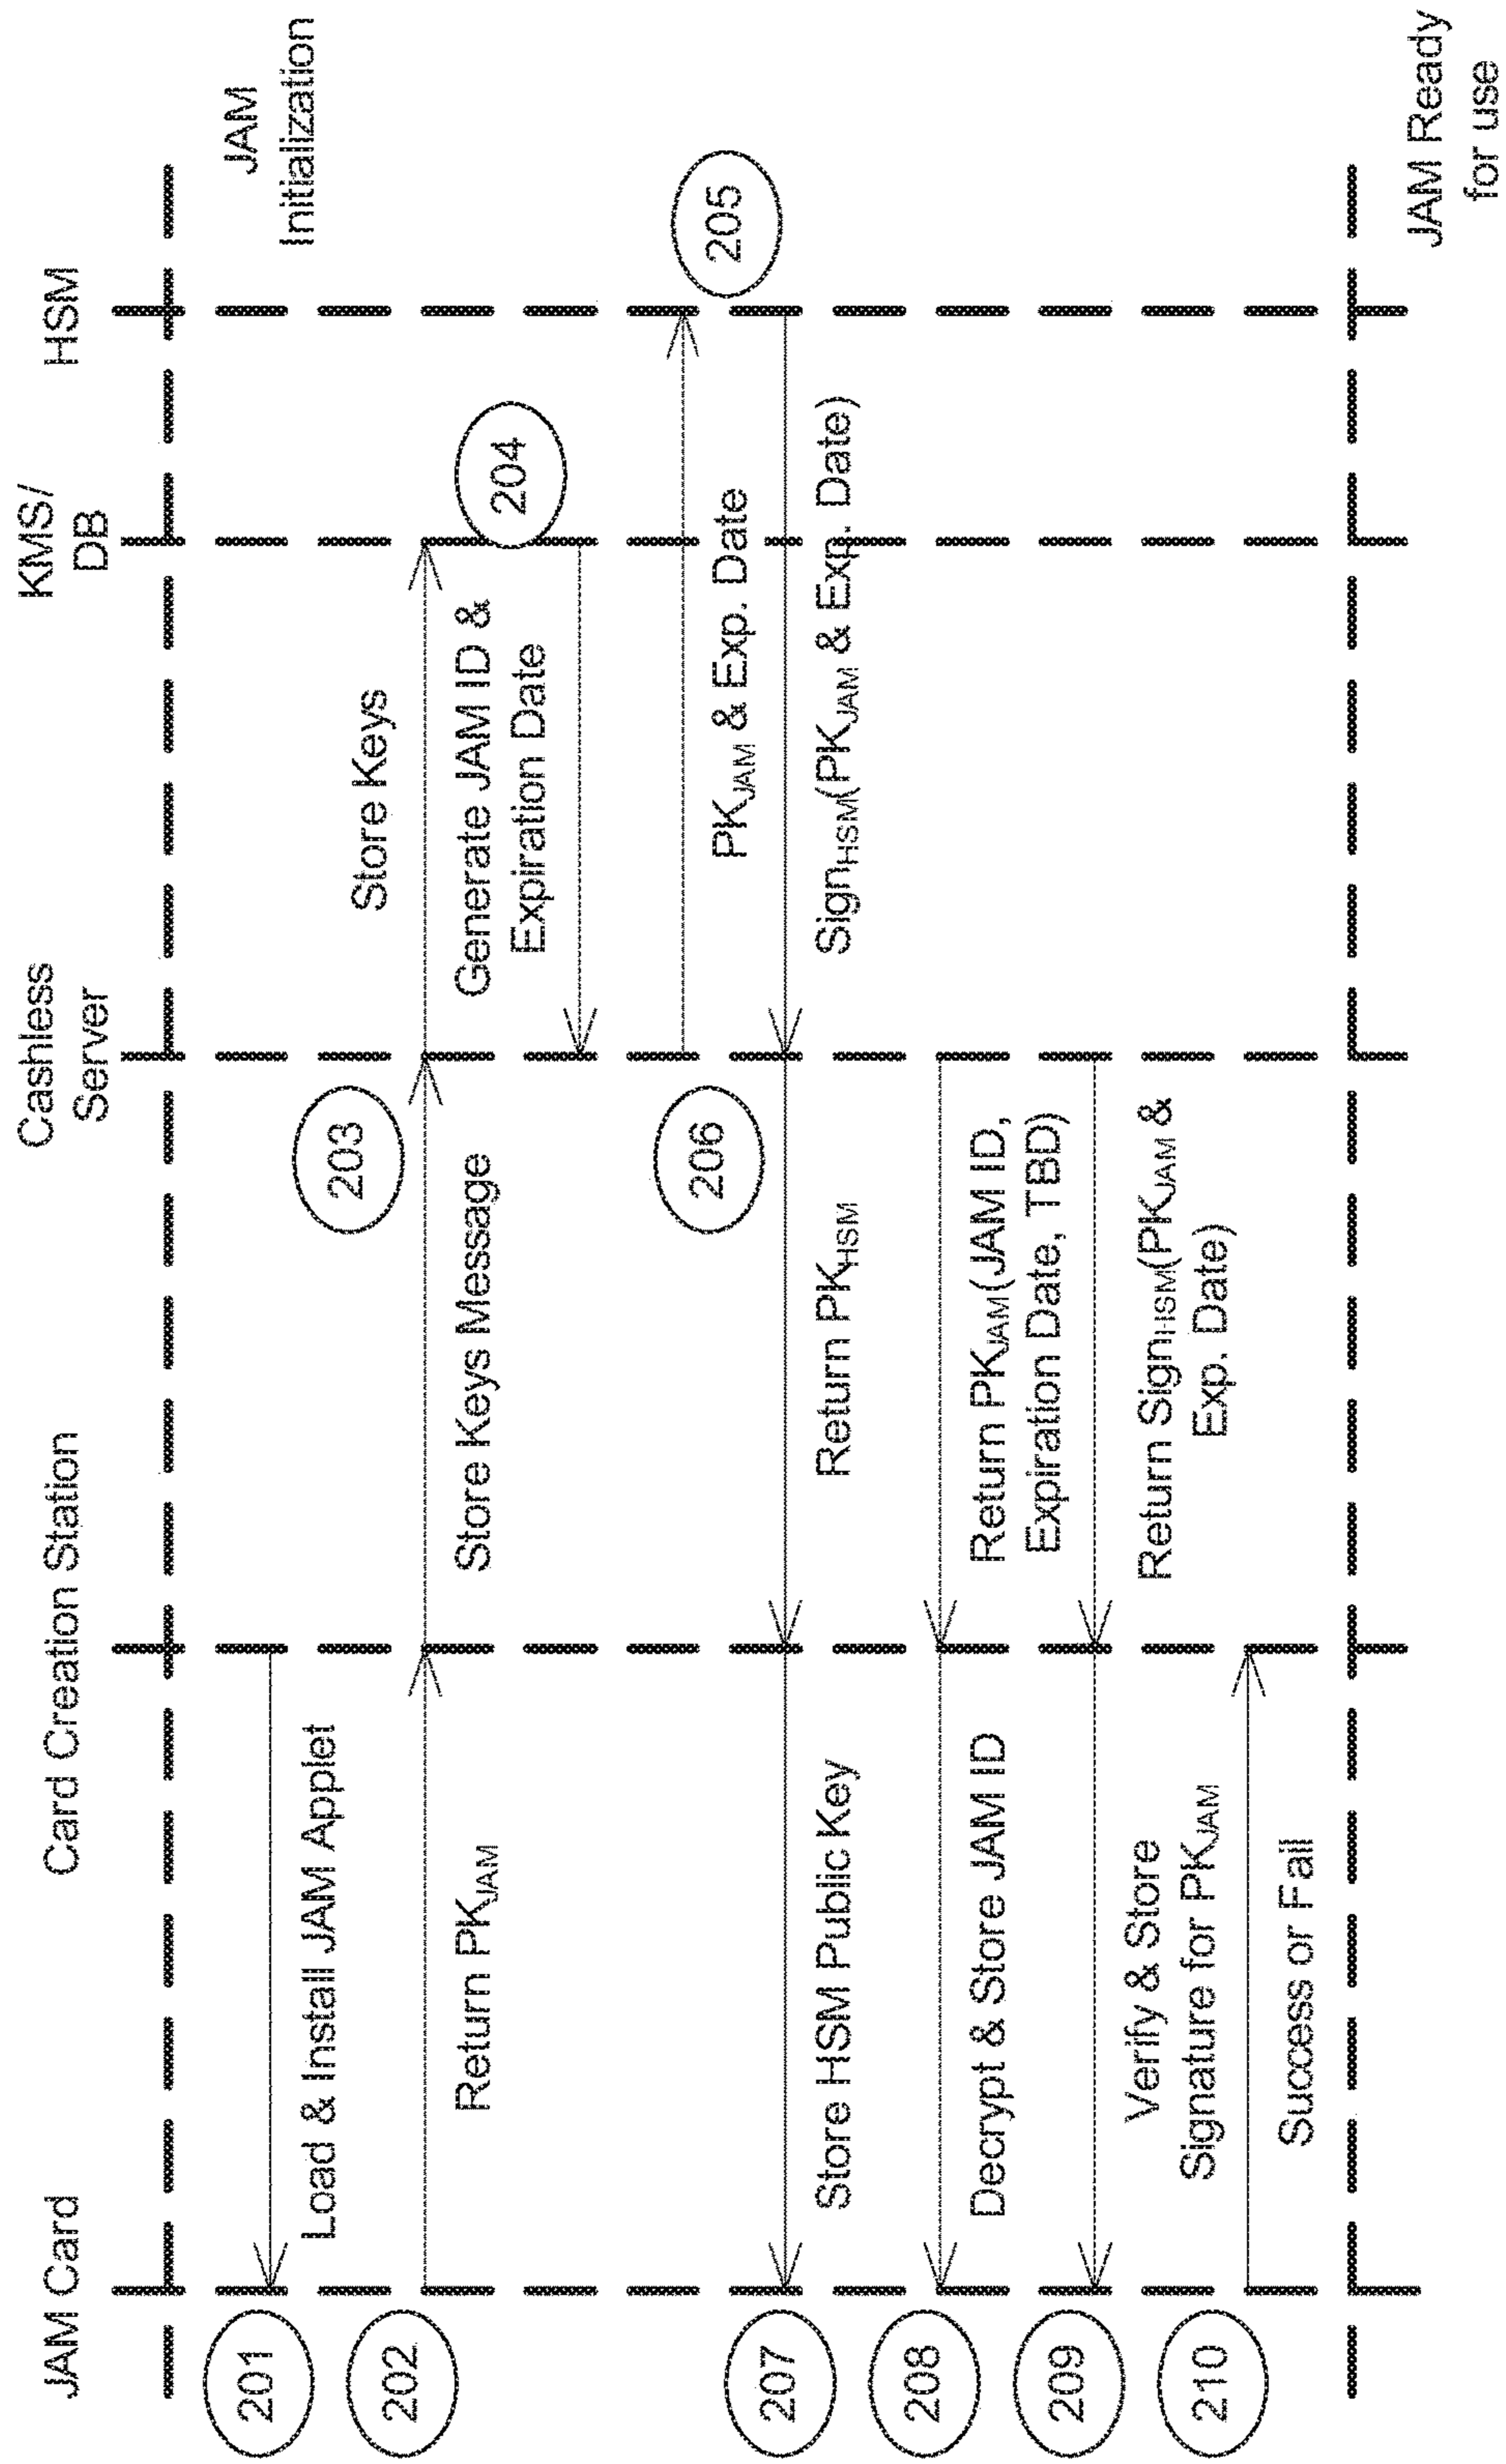 JAM Card
Card Creation Station
Cashless
Server
KMS/
DB
HSM
JAM
Initialization
201
Load & Install JAM Applet
202
Return PKJAM
Store Keys Message
203
Store Keys
204
Generate JAM ID &
Expiration Date
PKJAM & Exp. Date
205
SignHSM(PKJAM & Exp. Date)
206
Return PKHSM
207
Store HSM Public Key
208
Decrypt & Store JAM ID
Return PKJAM(JAM ID,
Expiration Date, TBD)
209
Verify & Store
Signature for PKJAM
Return SignHSM(PKJAM &
Exp. Date)
210
Success or Fail
JAM Ready
for use